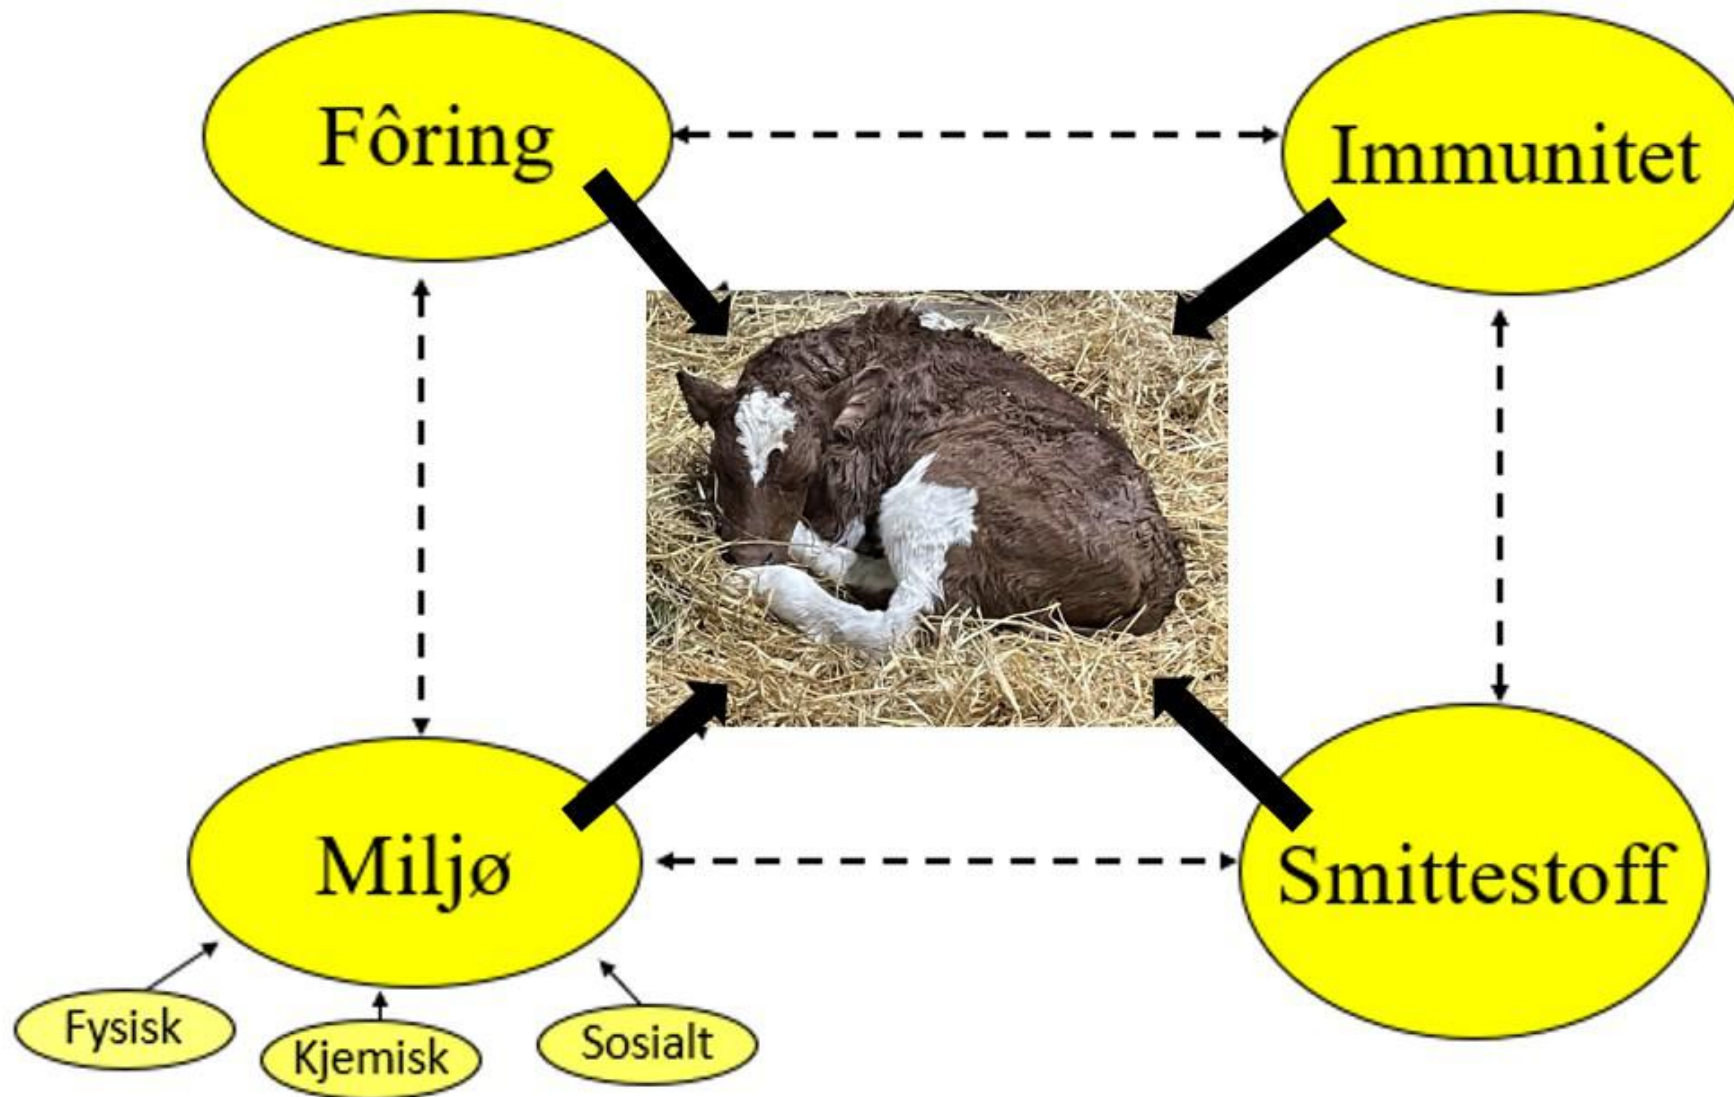 Fôring
Immunitet
Miljø
Smittestoff
Fysisk
Kjemisk
Sosialt